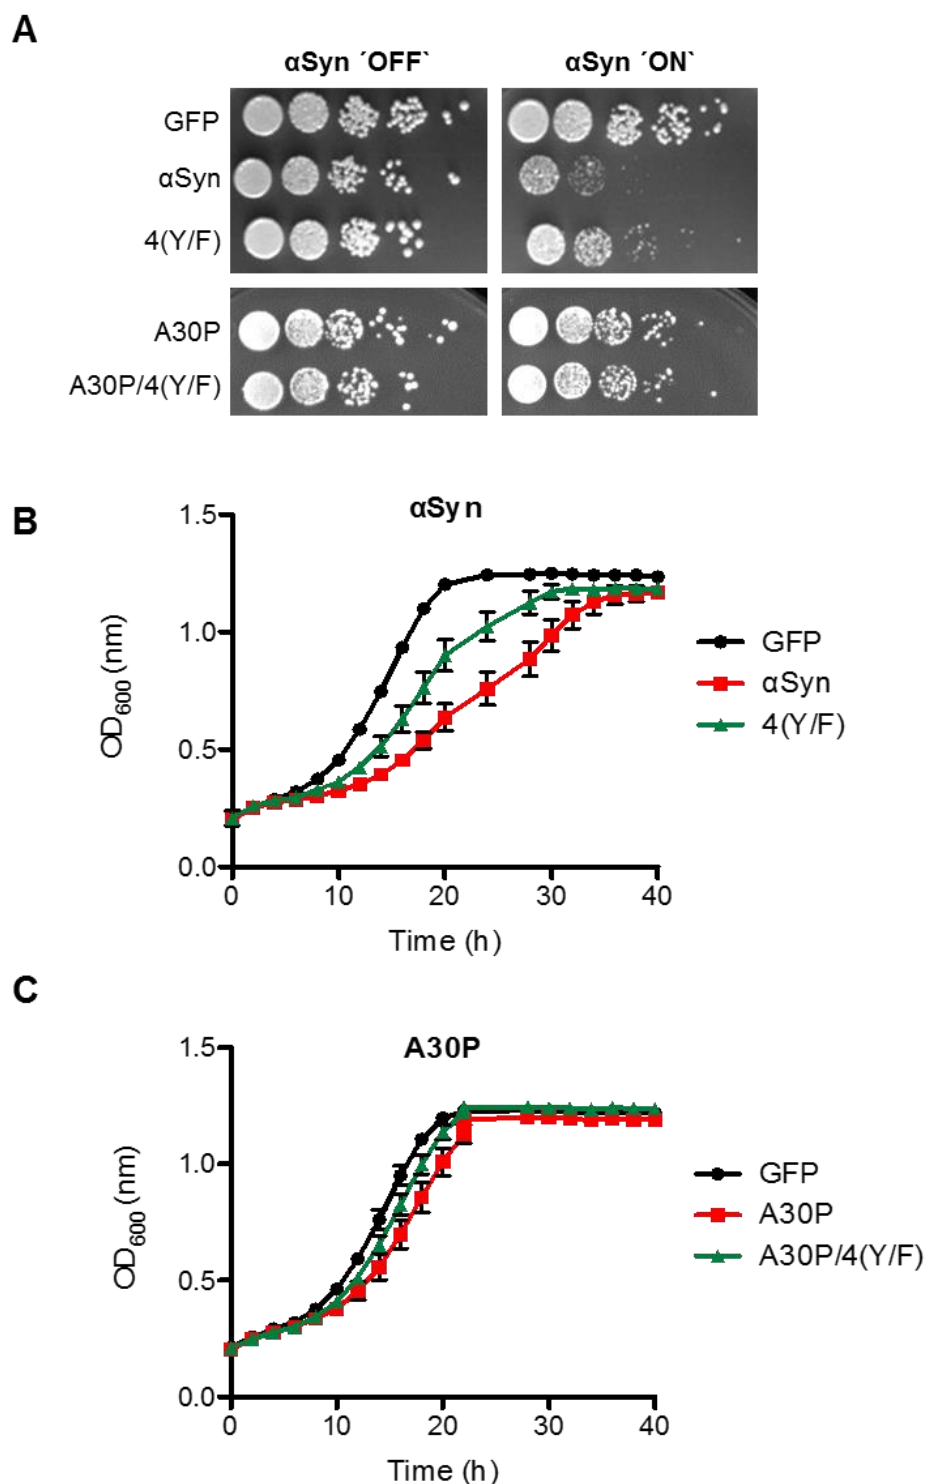 A
αSyn ´OFF`
αSyn ´ON`
GFP
αSyn
4(Y/F)
A30P
A30P/4(Y/F)
B
αSyn
1.5
1.0
0.5
0.0
OD600 (nm)
0 10 20 30 40
Time (h)
GFP
αSyn
4(Y/F)
C
A30P
1.5
1.0
0.5
0.0
OD600 (nm)
0 10 20 30 40
Time (h)
GFP
A30P
A30P/4(Y/F)